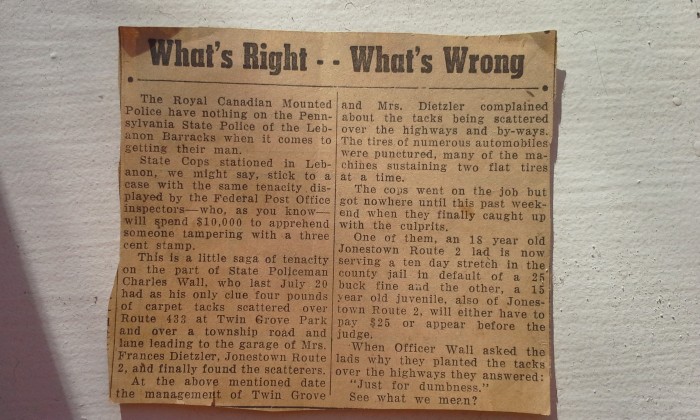 What's Right - - What's Wrong
The Royal Canadian Mounted
Police have nothing on the Penn-
sylvania State Police of the Leb-
anon Barracks when it comes to
getting their man.
State Cops stationed in Leb-
anon, we might say, stick to a
case with the same tenacity dis-
played by the Federal Post Office
inspectors—who, as you know—
will spend $10,000 to apprehend
someone tampering with a three
cent stamp.
This is a little saga of tenacity
on the part of State Policeman
Charles Wall, who last July 20
had as his only clue four pounds
of carpet tacks scattered over
Route 433 at Twin Grove Park
and over a township road and
lane leading to the garage of Mrs.
Frances Dietzler, Jonestown Route
2, and finally found the scatterers.
At the above mentioned date
the management of Twin Grove
and Mrs. Dietzler complained
about the tacks being scattered
over the highways and by-ways.
The tires of numerous automobiles
were punctured, many of the ma-
chines sustaining two flat tires
at a time.
The cops went on the job but
got nowhere until this past week-
end when they finally caught up
with the culprits.
One of them, an 18 year old
Jonestown Route 2 lad is now
serving a ten day stretch in the
county jail in default of a 25
buck fine and the other, a 15
year old juvenile, also of Jones-
town Route 2, will either have to
pay $25 or appear before the
judge.
When Officer Wall asked the
lads why they planted the tacks
over the highways they answered:
"Just for dumbness."
See what we mean?